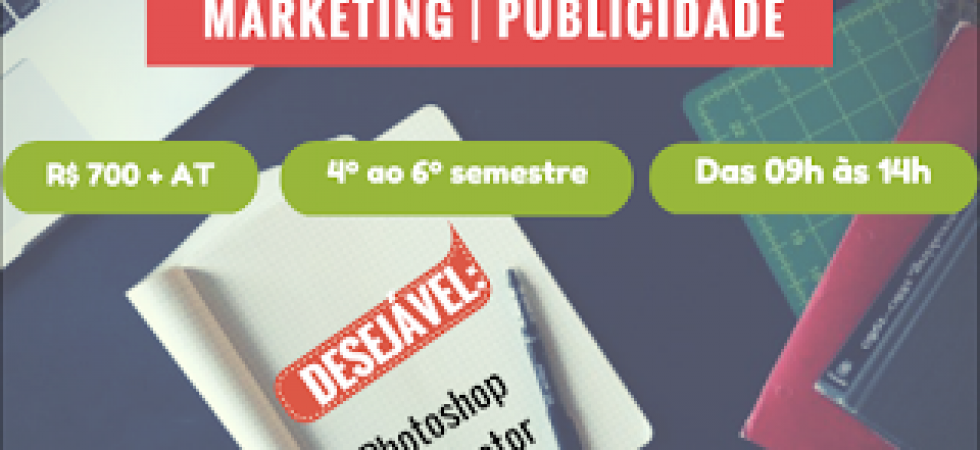 MARKETING | PUBLICIDADE
R$ 700 + AT
4º ao 6º semestre
Das 09h às 14h
DESEJÁVEL:
Photoshop